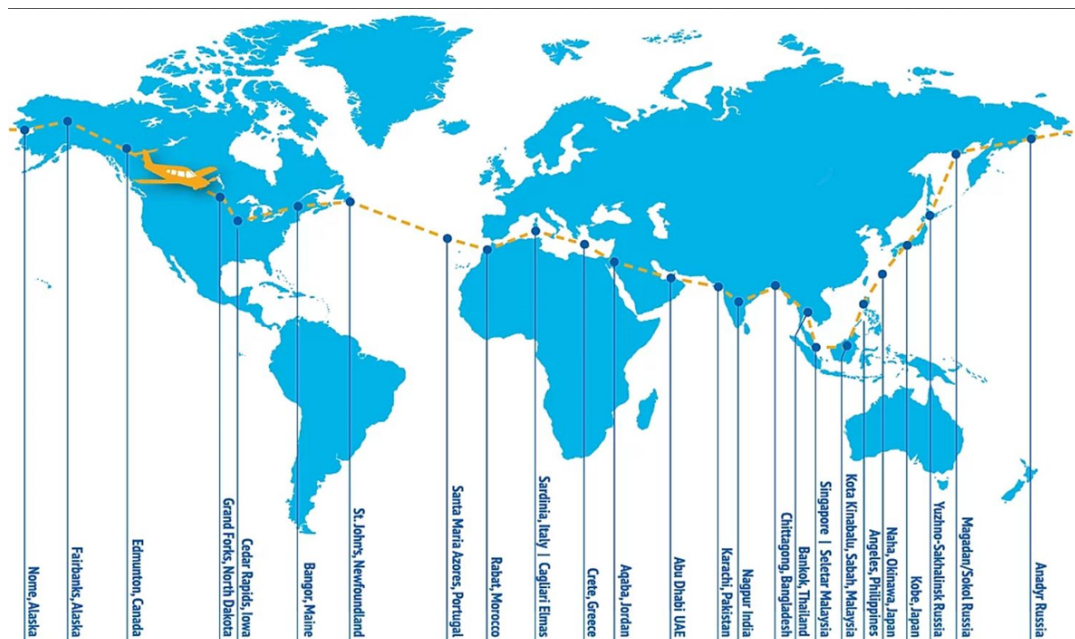 Nome, Alaska
Fairbanks, Alaska
Edmunton, Canada
Grand Forks, North Dakota
Cedar Rapids, Iowa
Bangor, Maine
St. John's, Newfoundland
Santa Maria Azores, Portugal
Rabat, Morocco
Sardinia, Italy | Cagliari Elmas
Crete, Greece
Aqaba, Jordan
Abu Dhabi UAE
Karachi, Pakistan
Nagpur India
Chittagong, Bangladesh
Bankok, Thailand
Singapore | Seletar Malaysia
Kota Kinabalu, Sabah, Malaysia
Angeles, Philippines
Naha, Okinawa, Japan
Kobe, Japan
Yuzhno-Sakhalinsk Russia
Magadan/Sokol Russia
Anadyr Russia